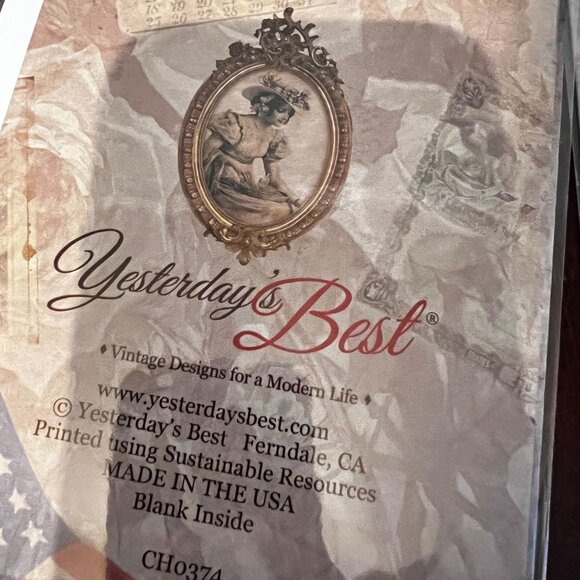 Yesterday's Best®
♦ Vintage Designs for a Modern Life ♦
www.yesterdaysbest.com
© Yesterday's Best Ferndale, CA
Printed using Sustainable Resources
MADE IN THE USA
Blank Inside
CH0374